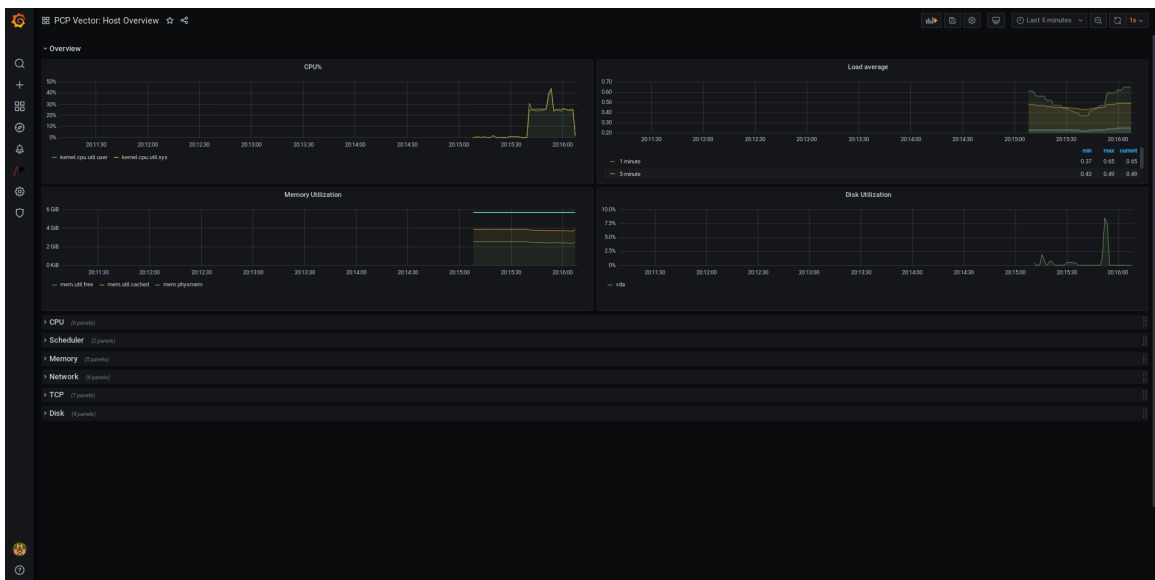 PCP Vector: Host Overview
Last 5 minutes
1s
Overview
CPU%
50%
40%
30%
20%
10%
0%
20:11:30 20:12:00 20:12:30 20:13:00 20:13:30 20:14:00 20:14:30 20:15:00 20:15:30 20:16:00
kernel.cpu.util.user kernel.cpu.util.sys
Load average
0.70
0.60
0.50
0.40
0.30
0.20
20:11:30 20:12:00 20:12:30 20:13:00 20:13:30 20:14:00 20:14:30 20:15:00 20:15:30 20:16:00
min max current
1 minute 0.37 0.65 0.65
5 minute 0.43 0.49 0.49
Memory Utilization
6 GiB
4 GiB
2 GiB
0 KiB
20:11:30 20:12:00 20:12:30 20:13:00 20:13:30 20:14:00 20:14:30 20:15:00 20:15:30 20:16:00
mem.util.free mem.util.cached mem.physmem
Disk Utilization
10.0%
7.5%
5.0%
2.5%
0%
20:11:30 20:12:00 20:12:30 20:13:00 20:13:30 20:14:00 20:14:30 20:15:00 20:15:30 20:16:00
vda
CPU (6 panels)
Scheduler (2 panels)
Memory (5 panels)
Network (6 panels)
TCP (7 panels)
Disk (4 panels)